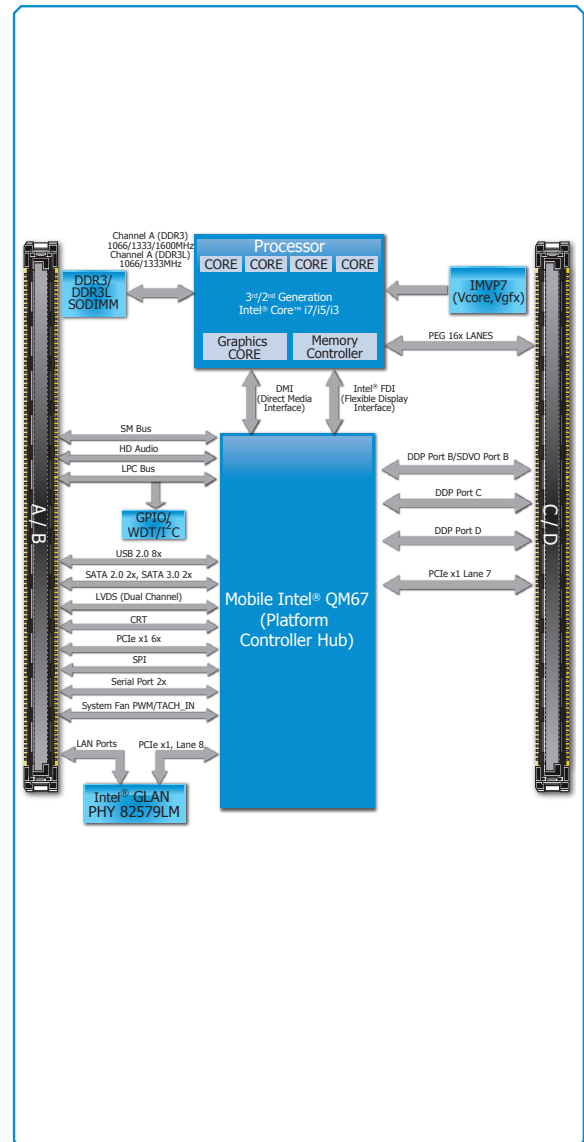 Channel A (DDR3)
1066/1333/1600MHz
Channel A (DDR3L)
1066/1333MHz
DDR3/
DDR3L
SODIMM
Processor
CORE CORE CORE CORE
3rd/2nd Generation
Intel® Core™ i7/i5/i3
Graphics
CORE
Memory
Controller
IMVP7
(Vcore,Vgfx)
PEG 16x LANES
DMI
(Direct Media
Interface)
Intel® FDI
(Flexible Display
Interface)
A / B
SM Bus
HD Audio
LPC Bus
GPIO/
WDT/I²C
USB 2.0 8x
SATA 2.0 2x, SATA 3.0 2x
LVDS (Dual Channel)
CRT
PCIe x1 6x
SPI
Serial Port 2x
System Fan PWM/TACH_IN
LAN Ports
PCIe x1, Lane 8
Intel® GLAN
PHY 82579LM
Mobile Intel® QM67
(Platform
Controller Hub)
DDP Port B/SDVO Port B
DDP Port C
DDP Port D
PCIe x1 Lane 7
C / D